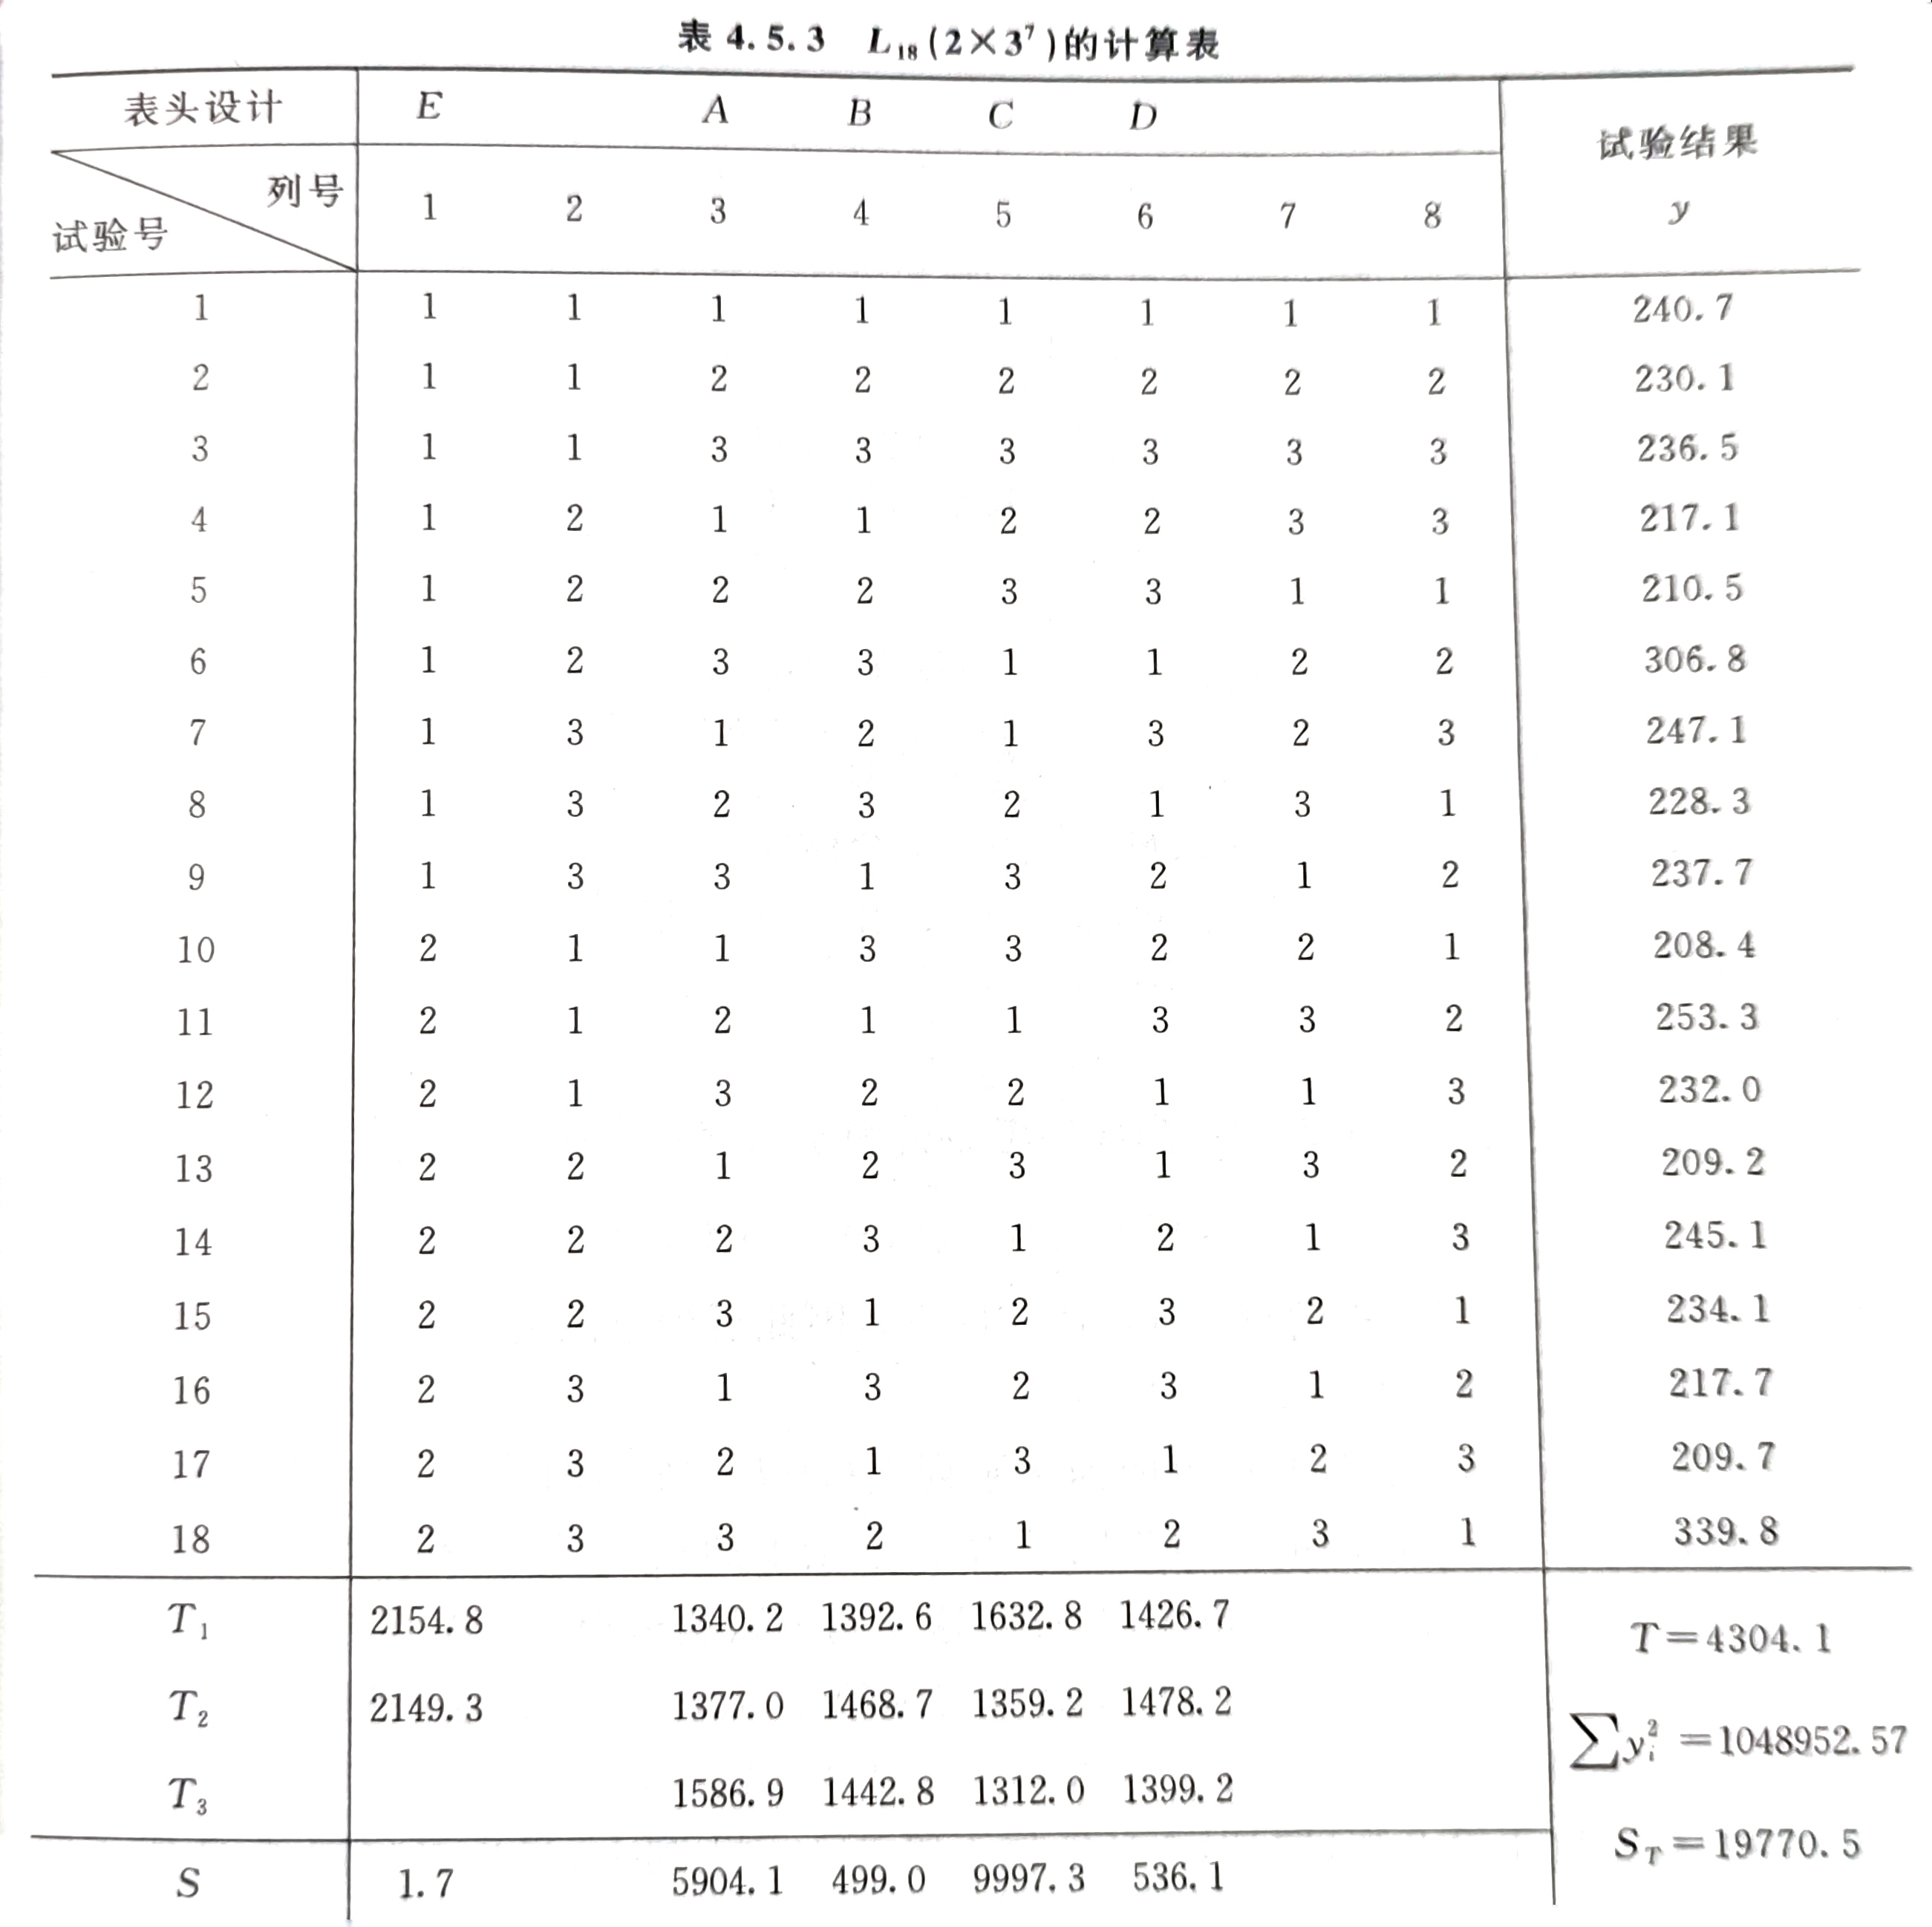 表 4.5.3 L₁₈(2×3⁷)的计算表
表头设计 E A B C D 试验结果
列号 1 2 3 4 5 6 7 8 y
试验号
1 1 1 1 1 1 1 1 1 240.7
2 1 1 2 2 2 2 2 2 230.1
3 1 1 3 3 3 3 3 3 236.5
4 1 2 1 1 2 2 3 3 217.1
5 1 2 2 2 3 3 1 1 210.5
6 1 2 3 3 1 1 2 2 306.8
7 1 3 1 2 1 3 2 3 247.1
8 1 3 2 3 2 1 3 1 228.3
9 1 3 3 1 3 2 1 2 237.7
10 2 1 1 3 3 2 2 1 208.4
11 2 1 2 1 1 3 3 2 253.3
12 2 1 3 2 2 1 1 3 232.0
13 2 2 1 2 3 1 3 2 209.2
14 2 2 2 3 1 2 1 3 245.1
15 2 2 3 1 2 3 2 1 234.1
16 2 3 1 3 2 3 1 2 217.7
17 2 3 2 1 3 1 2 3 209.7
18 2 3 3 2 1 2 3 1 339.8
T₁ 2154.8 1340.2 1392.6 1632.8 1426.7 T=4304.1
T₂ 2149.3 1377.0 1468.7 1359.2 1478.2 ∑yᵢ² =1048952.57
T₃ 1586.9 1442.8 1312.0 1399.2 S_T=19770.5
S 1.7 5904.1 499.0 9997.3 536.1